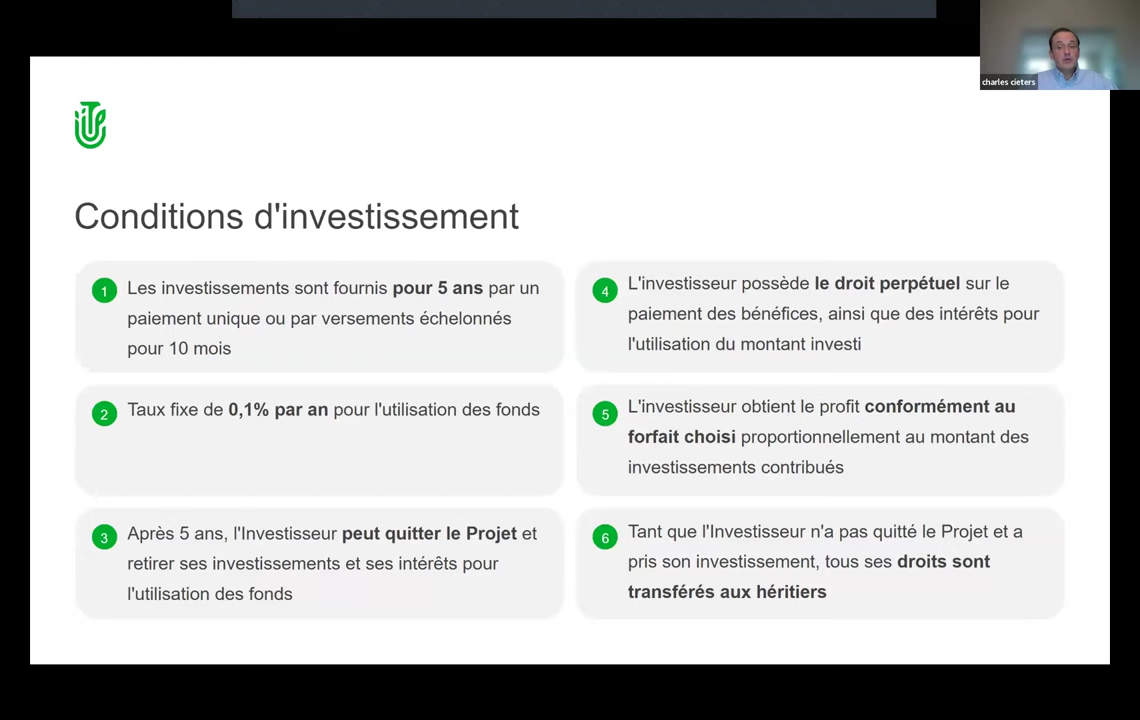 charles cieters
Conditions d'investissement
1
Les investissements sont fournis pour 5 ans par un
paiement unique ou par versements échelonnés
pour 10 mois
2
Taux fixe de 0,1% par an pour l'utilisation des fonds
3
Après 5 ans, l'Investisseur peut quitter le Projet et
retirer ses investissements et ses intérêts pour
l'utilisation des fonds
4
L'investisseur possède le droit perpétuel sur le
paiement des bénéfices, ainsi que des intérêts pour
l'utilisation du montant investi
5
L'investisseur obtient le profit conformément au
forfait choisi proportionnellement au montant des
investissements contribués
6
Tant que l'Investisseur n'a pas quitté le Projet et a
pris son investissement, tous ses droits sont
transférés aux héritiers